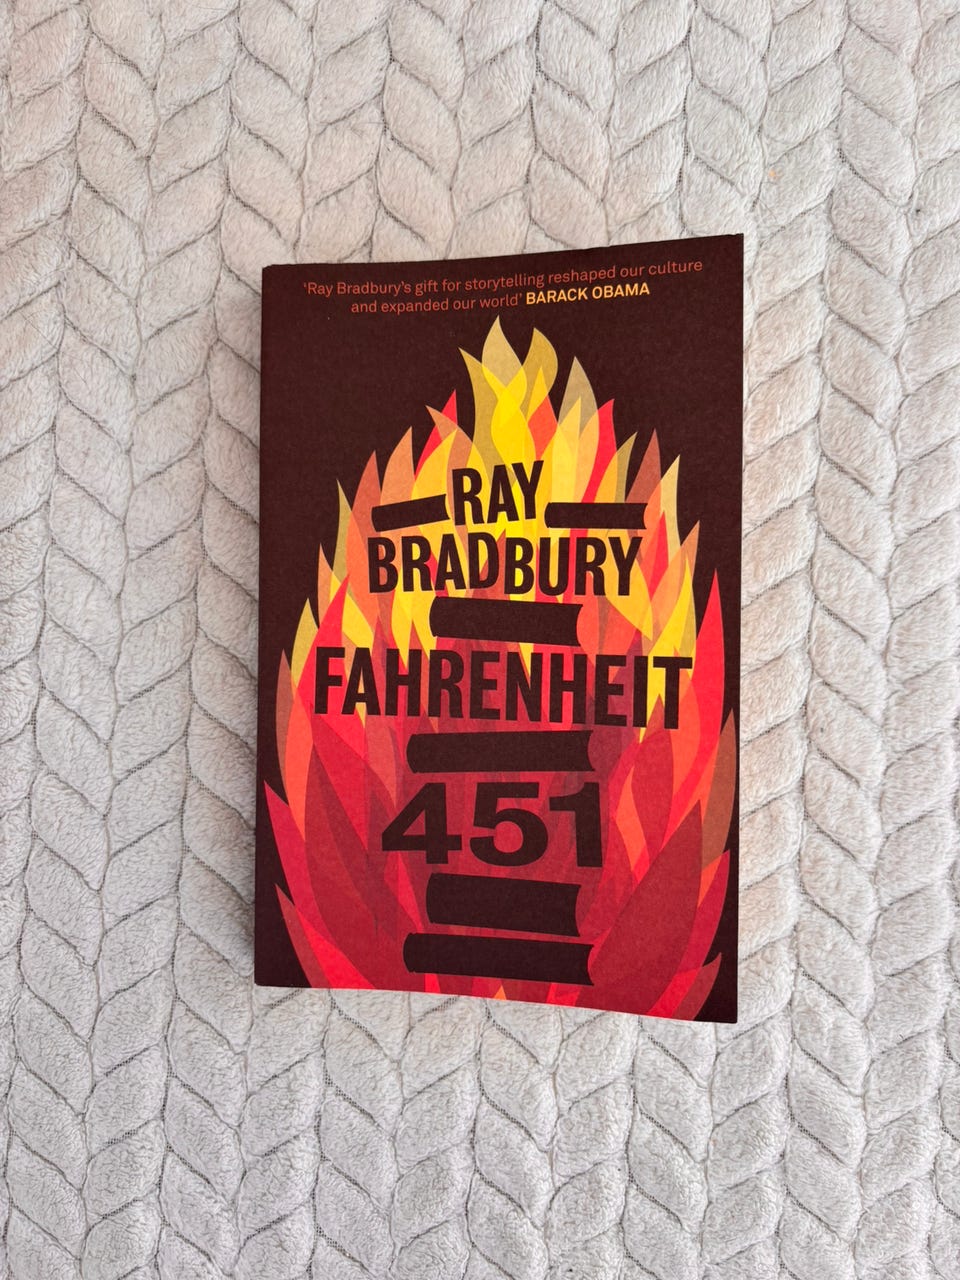 ‘Ray Bradbury’s gift for storytelling reshaped our culture
and expanded our world’ BARACK OBAMA
RAY
BRADBURY
FAHRENHEIT
451